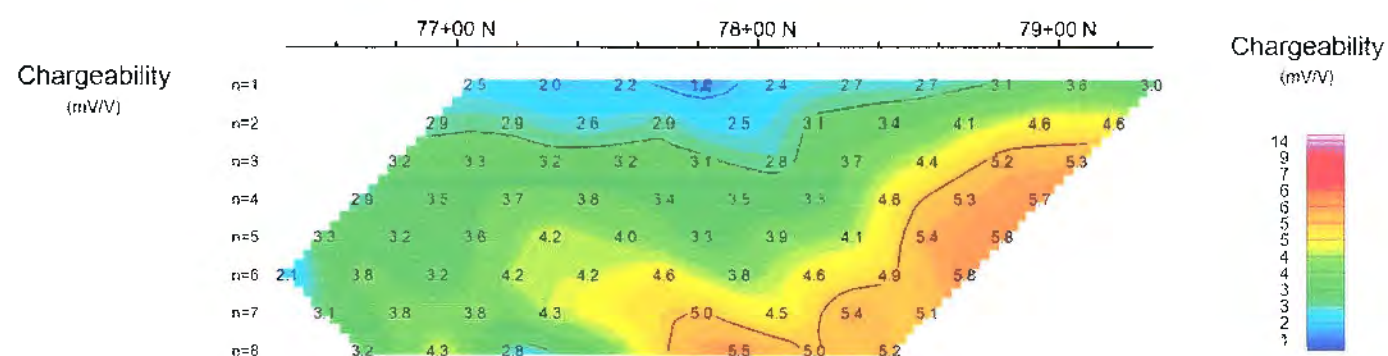 77+00 N 78+00 N 79+00 N
Chargeability
(mV/V)
Chargeability
(mV/V)
n=1 2.5 2.0 2.2 2.4 2.7 2.7 3.1 3.6 3.0
n=2 2.9 2.9 2.6 2.9 2.5 3.1 3.4 4.1 4.6 4.6
n=3 3.2 3.3 3.2 3.2 3.1 2.8 3.7 4.4 5.2 5.3
n=4 2.9 3.5 3.7 3.8 3.4 3.5 4.6 5.3 5.7
n=5 3.3 3.2 3.6 4.2 4.0 3.3 3.9 4.1 5.4 5.8
n=6 2.1 3.8 3.2 4.2 4.2 4.6 3.8 4.6 4.9 5.8
n=7 3.1 3.8 3.8 4.3 5.0 4.5 5.4 5.1
n=8 3.2 4.3 2.8 5.5 5.0 5.2
14
9
7
6
6
5
5
4
4
3
3
2
1